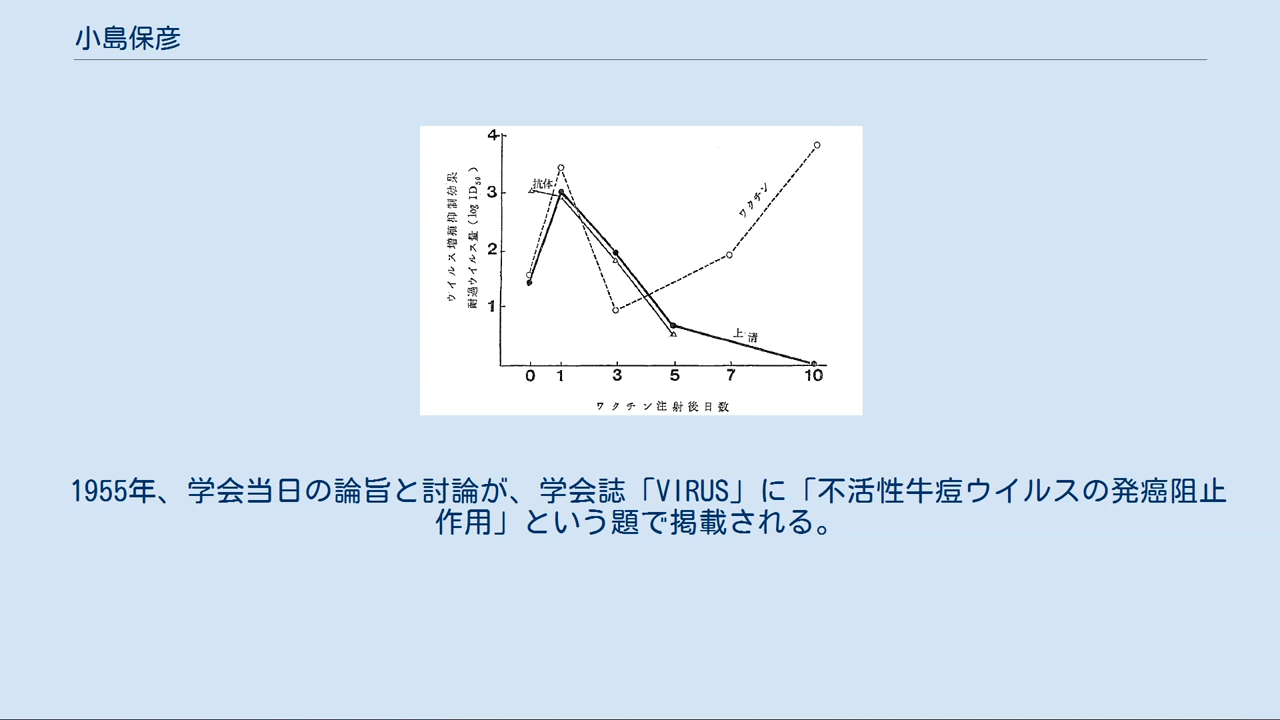 小島保彦
4
3
2
1
抗体
ワクチン
上清
ウイルス増殖抑制効果
耐過ウイルス量(log ID50)
0 1 3 5 7 10
ワクチン注射後日数
1955年、学会当日の論旨と討論が、学会誌「VIRUS」に「不活性牛痘ウイルスの発癌阻止
作用」という題で掲載される。